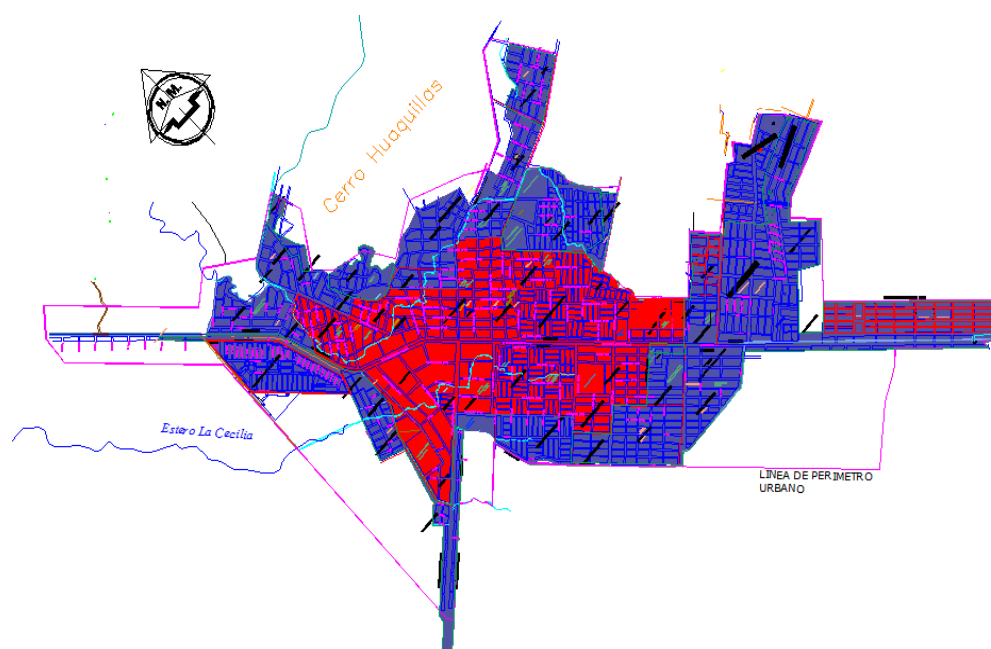 N. M.
Cerro Huaquillas
Estero La Cecilia
LINEA DE PERIMETRO
URBANO